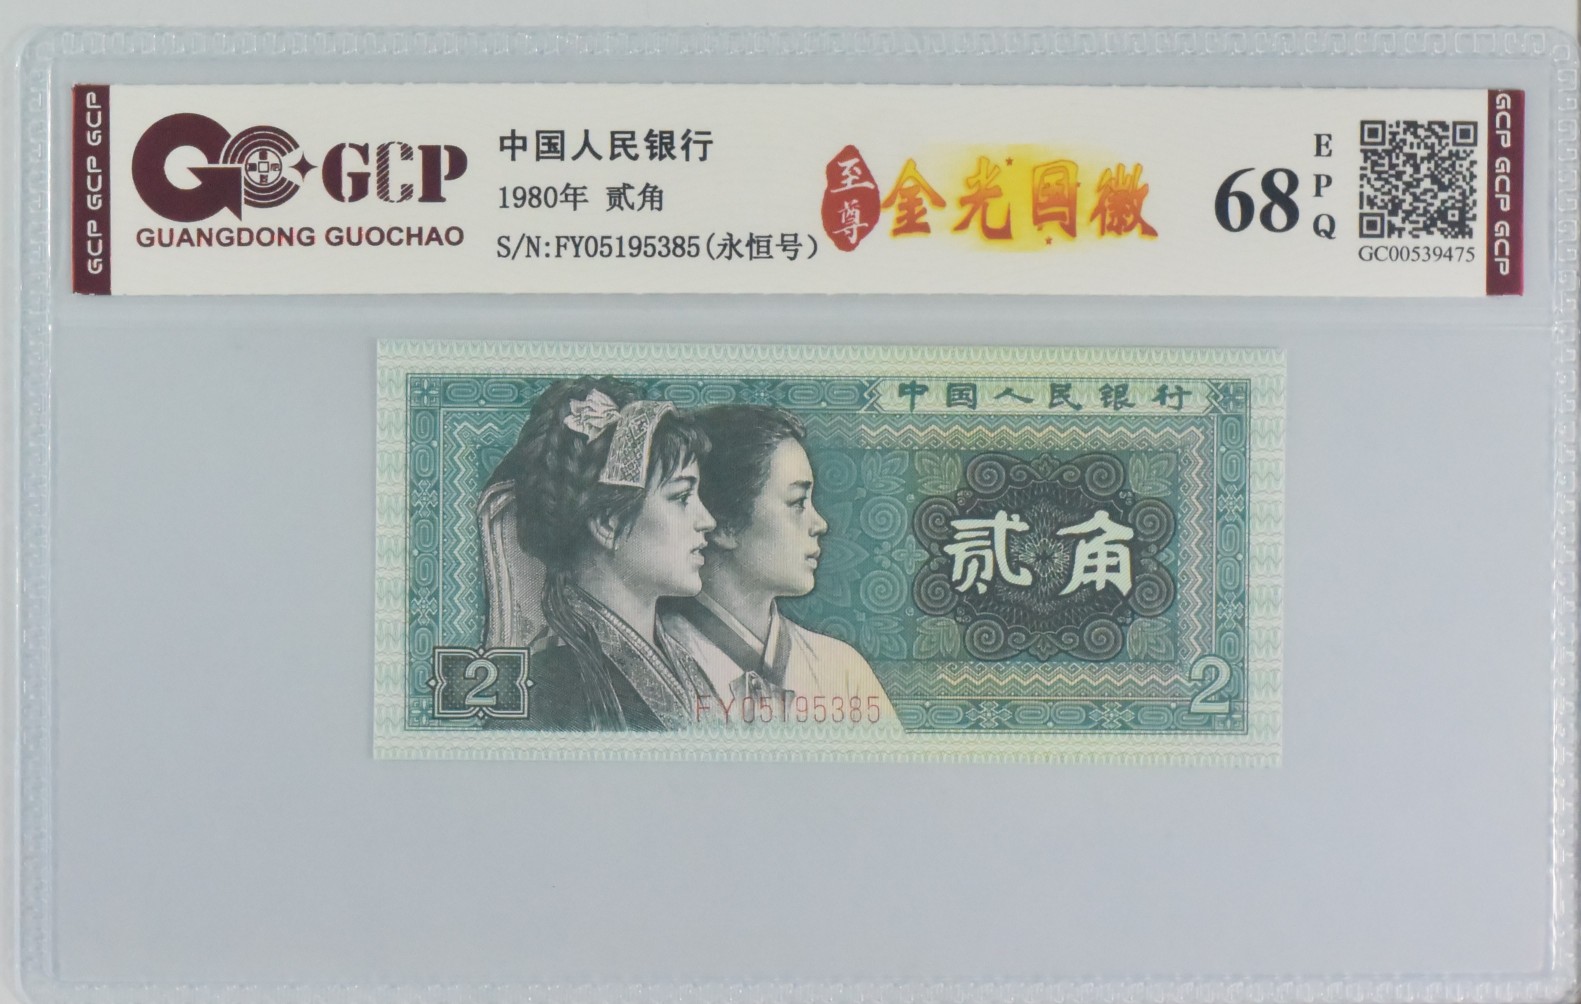 GCP GCP GCP
GCP
GUANGDONG GUOCHAO
中国人民银行
1980年 贰角
S/N:FY05195385(永恒号)
至尊
金光国徽
68
EPQ
GC00539475
GCP GCP GCP
中国人民银行
贰角
2
2
FY05195385